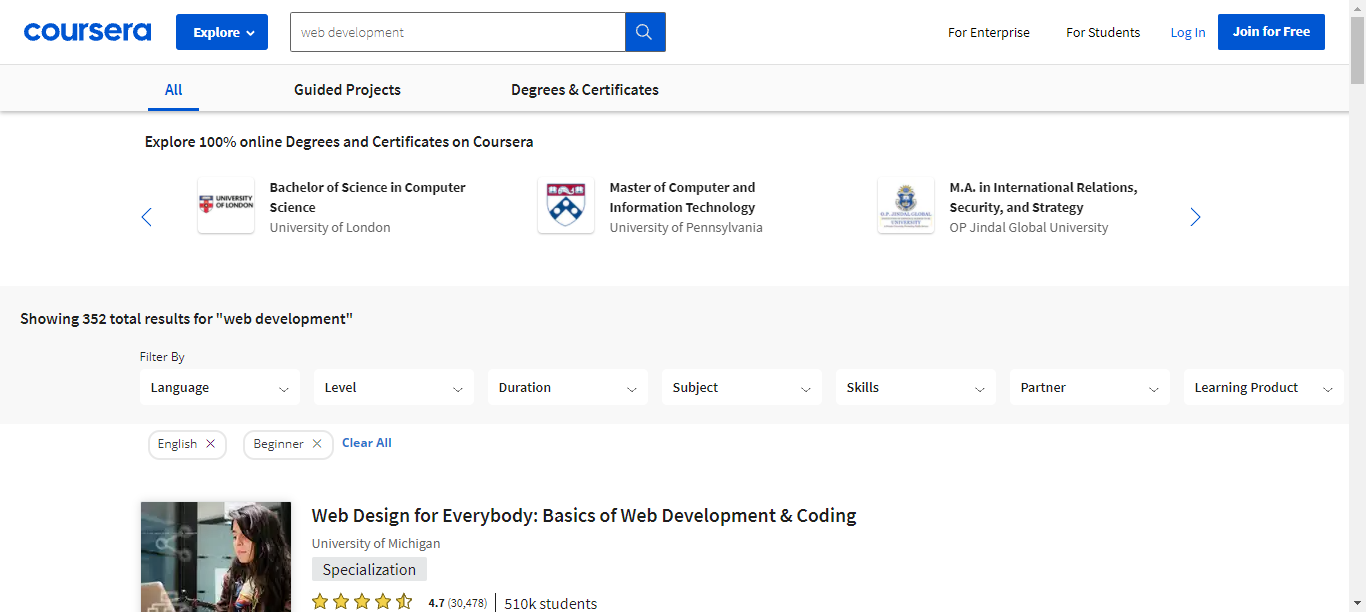 coursera
Explore
web development
For Enterprise
For Students
Log In
Join for Free
All
Guided Projects
Degrees & Certificates
Explore 100% online Degrees and Certificates on Coursera
UNIVERSITY
OF LONDON
Bachelor of Science in Computer
Science
University of London
Master of Computer and
Information Technology
University of Pennsylvania
O.P. JINDAL GLOBAL
UNIVERSITY
M.A. in International Relations,
Security, and Strategy
OP Jindal Global University
Showing 352 total results for "web development"
Filter By
Language
Level
Duration
Subject
Skills
Partner
Learning Product
English
Beginner
Clear All
Web Design for Everybody: Basics of Web Development & Coding
University of Michigan
Specialization
4.7 (30,478)
510k students